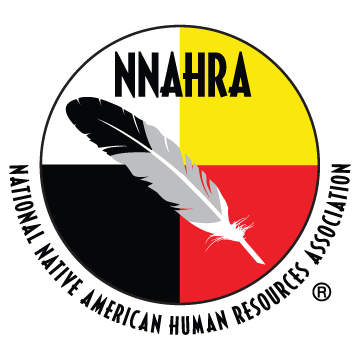 NNAHRA
NATIONAL NATIVE AMERICAN HUMAN RESOURCES ASSOCIATION
®